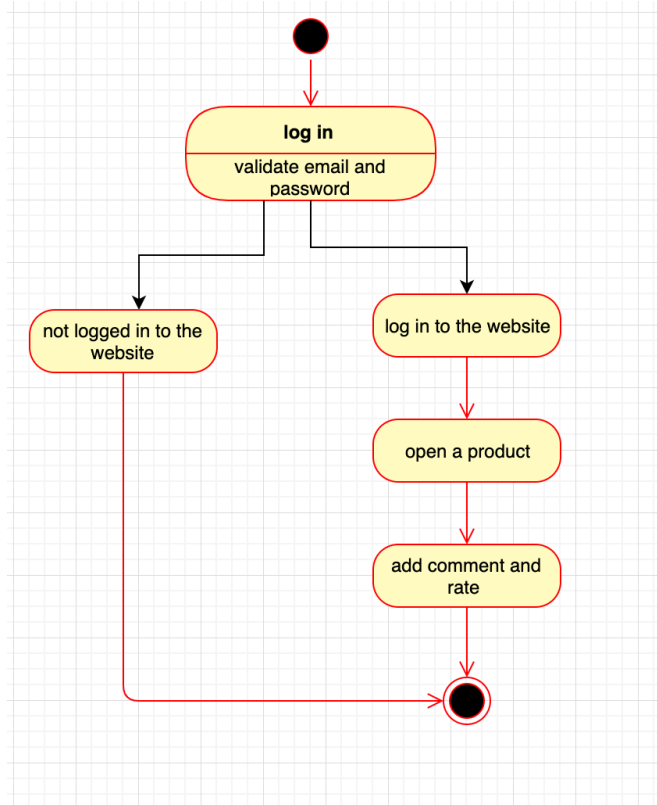 log in
validate email and
password
not logged in to the
website
log in to the website
open a product
add comment and
rate